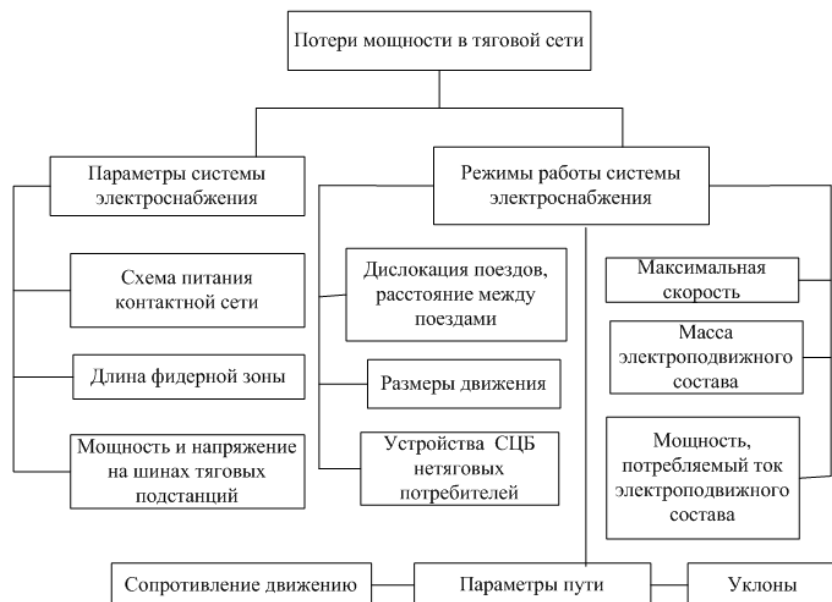 Потери мощности в тяговой сети
Параметры системы
электроснабжения
Режимы работы системы
электроснабжения
Схема питания
контактной сети
Дислокация поездов,
расстояние между
поездами
Максимальная
скорость
Масса
электроподвижного
состава
Длина фидерной зоны
Размеры движения
Мощность и напряжение
на шинах тяговых
подстанций
Устройства СЦБ
нетяговых
потребителей
Мощность,
потребляемый ток
электроподвижного
состава
Сопротивление движению
Параметры пути
Уклоны